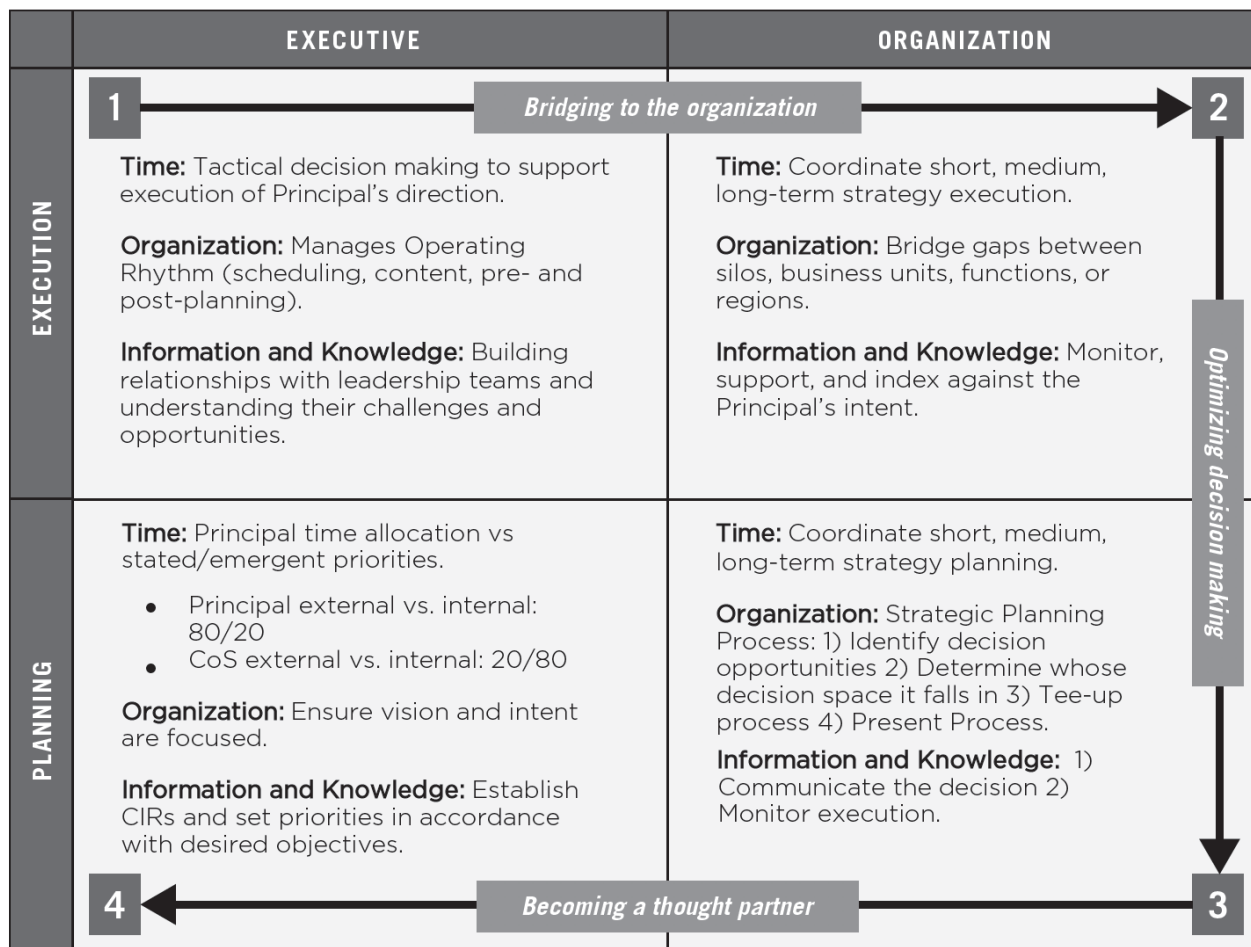 EXECUTIVE
ORGANIZATION
EXECUTION
1
Bridging to the organization
2
Time: Tactical decision making to support
execution of Principal's direction.
Organization: Manages Operating
Rhythm (scheduling, content, pre- and
post-planning).
Information and Knowledge: Building
relationships with leadership teams and
understanding their challenges and
opportunities.
Time: Coordinate short, medium,
long-term strategy execution.
Organization: Bridge gaps between
silos, business units, functions, or
regions.
Information and Knowledge: Monitor,
support, and index against the
Principal's intent.
Optimizing decision making
PLANNING
Time: Principal time allocation vs
stated/emergent priorities.
• Principal external vs. internal:
80/20
• CoS external vs. internal: 20/80
Organization: Ensure vision and intent
are focused.
Information and Knowledge: Establish
CIRs and set priorities in accordance
with desired objectives.
Time: Coordinate short, medium,
long-term strategy planning.
Organization: Strategic Planning
Process: 1) Identify decision
opportunities 2) Determine whose
decision space it falls in 3) Tee-up
process 4) Present Process.
Information and Knowledge: 1)
Communicate the decision 2)
Monitor execution.
4
Becoming a thought partner
3